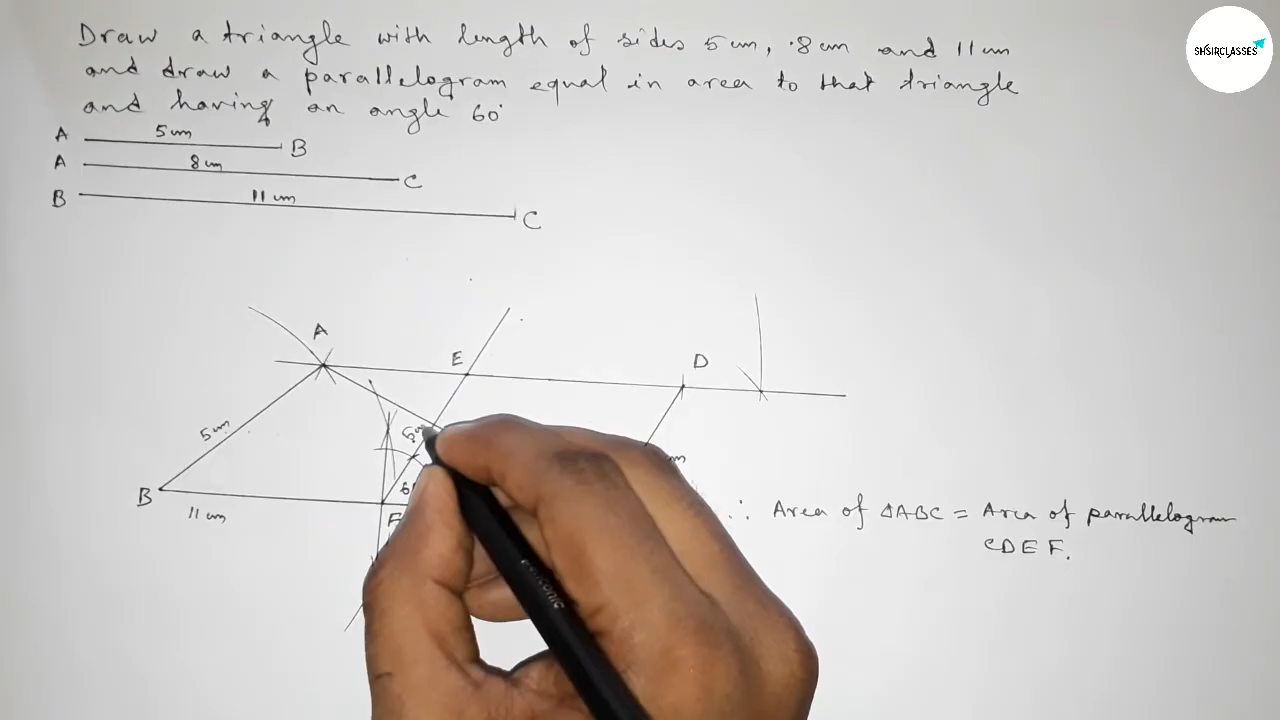 Draw a triangle with length of sides 5cm, 8cm and 11cm
and draw a parallelogram equal in area to that triangle
and having an angle 60°
SHSIRCLASSES
A 5cm B
A 8cm C
B 11cm C
A
E
D
5cm
B
11cm
F
∴ Area of ΔABC = Area of parallelogram
CDEF.